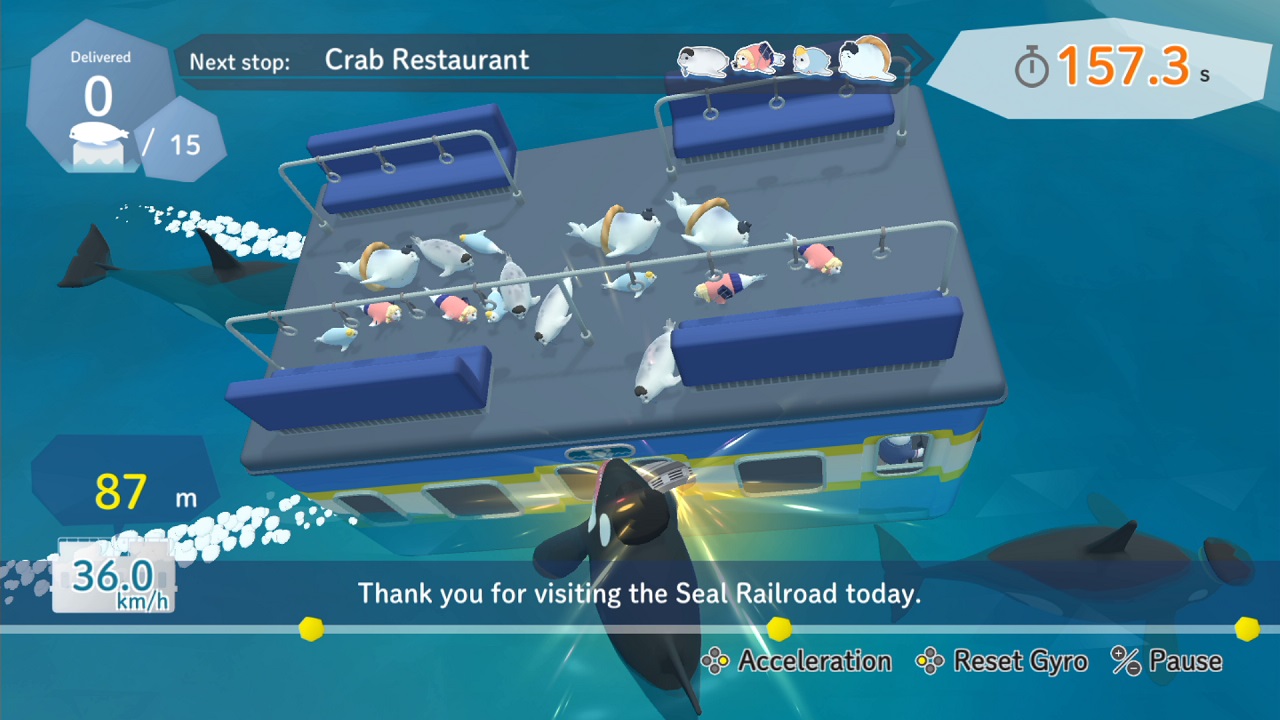 Delivered
0
/ 15
Next stop: Crab Restaurant
157.3 s
87 m
36.0
km/h
Thank you for visiting the Seal Railroad today.
Acceleration Reset Gyro Pause